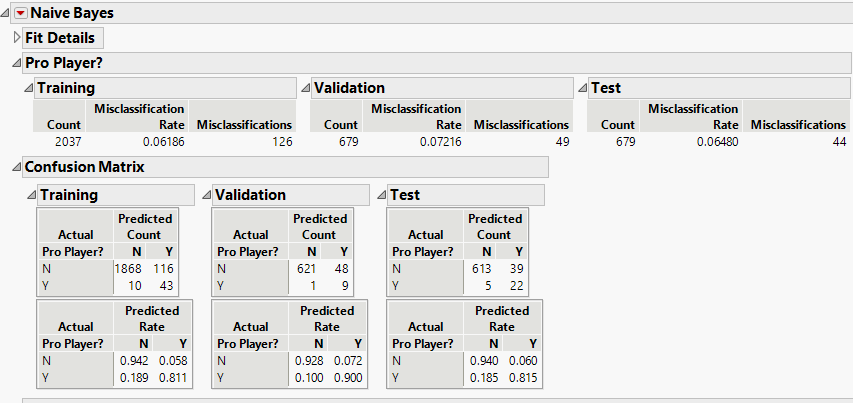 Naive Bayes
Fit Details
Pro Player?
Training Validation Test
Misclassification Misclassification Misclassification
Count Rate Misclassifications Count Rate Misclassifications Count Rate Misclassifications
2037 0.06186 126 679 0.07216 49 679 0.06480 44
Confusion Matrix
Training Validation Test
Predicted Predicted Predicted
Actual Count Actual Count Actual Count
Pro Player? N Y Pro Player? N Y Pro Player? N Y
N 1868 116 N 621 48 N 613 39
Y 10 43 Y 1 9 Y 5 22
Predicted Predicted Predicted
Actual Rate Actual Rate Actual Rate
Pro Player? N Y Pro Player? N Y Pro Player? N Y
N 0.942 0.058 N 0.928 0.072 N 0.940 0.060
Y 0.189 0.811 Y 0.100 0.900 Y 0.185 0.815